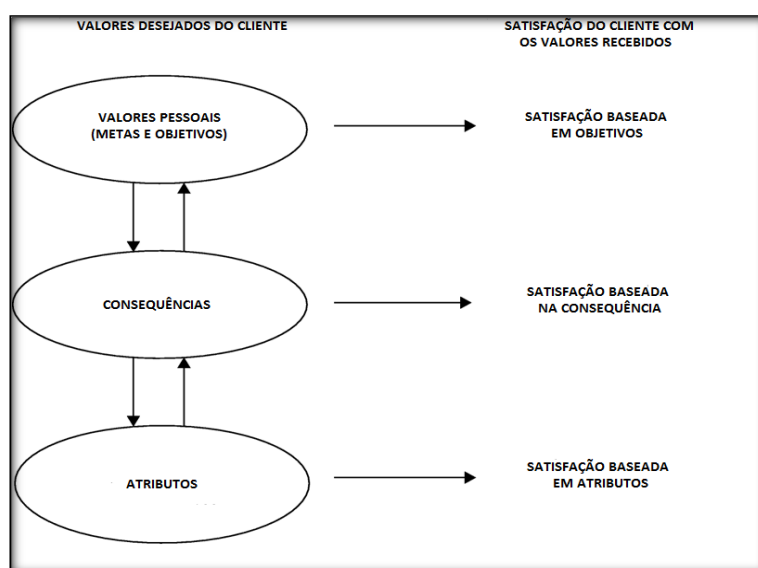 VALORES DESEJADOS DO CLIENTE
SATISFAÇÃO DO CLIENTE COM
OS VALORES RECEBIDOS
VALORES PESSOAIS
(METAS E OBJETIVOS)
SATISFAÇÃO BASEADA
EM OBJETIVOS
CONSEQUÊNCIAS
SATISFAÇÃO BASEADA
NA CONSEQUÊNCIA
ATRIBUTOS
SATISFAÇÃO BASEADA
EM ATRIBUTOS